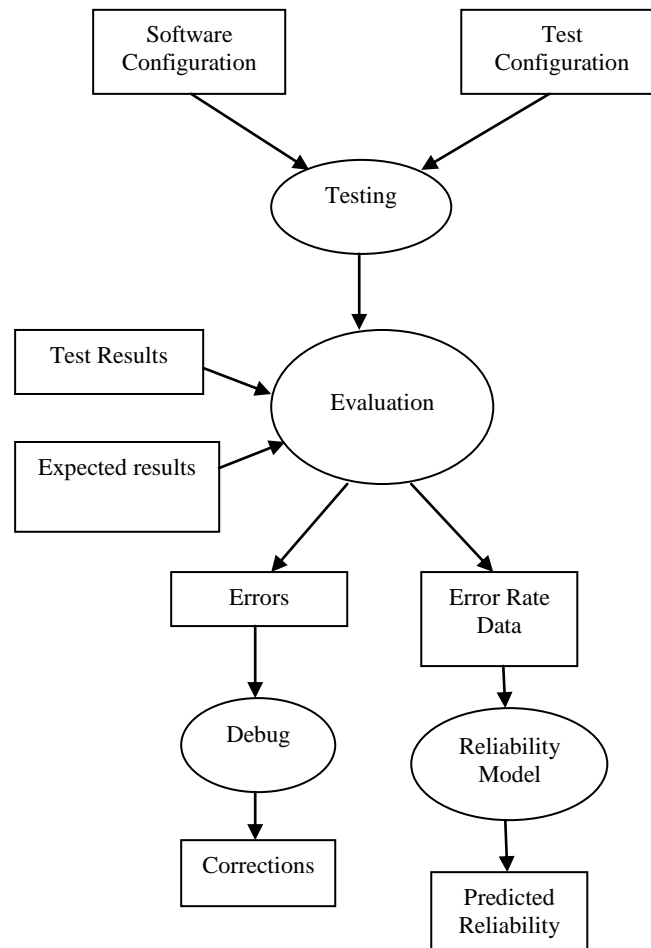 Software
Configuration
Test
Configuration
Testing
Test Results
Evaluation
Expected results
Errors
Error Rate
Data
Debug
Reliability
Model
Corrections
Predicted
Reliability